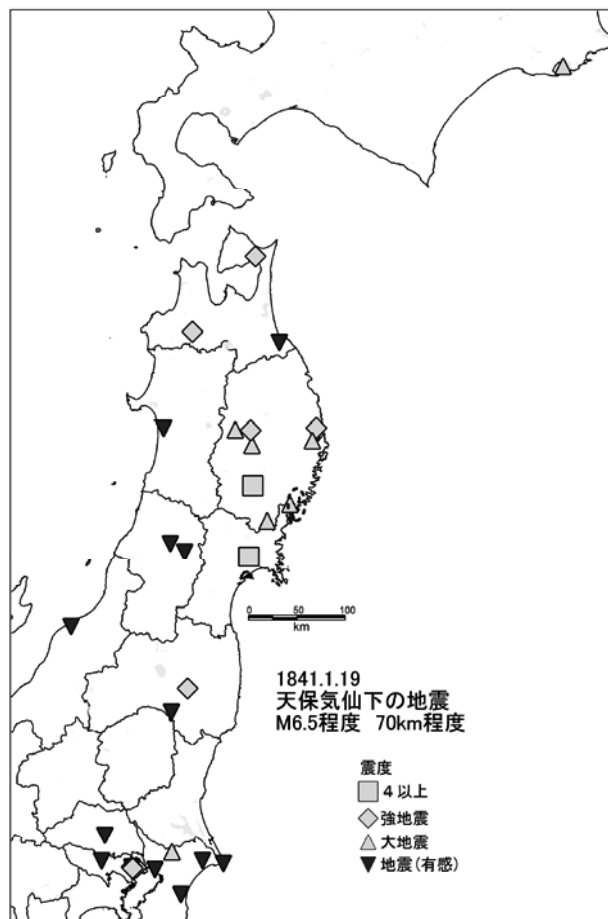 0 50 100
km
1841.1.19
天保気仙下の地震
M6.5程度 70km程度
震度
4以上
強地震
大地震
地震(有感)